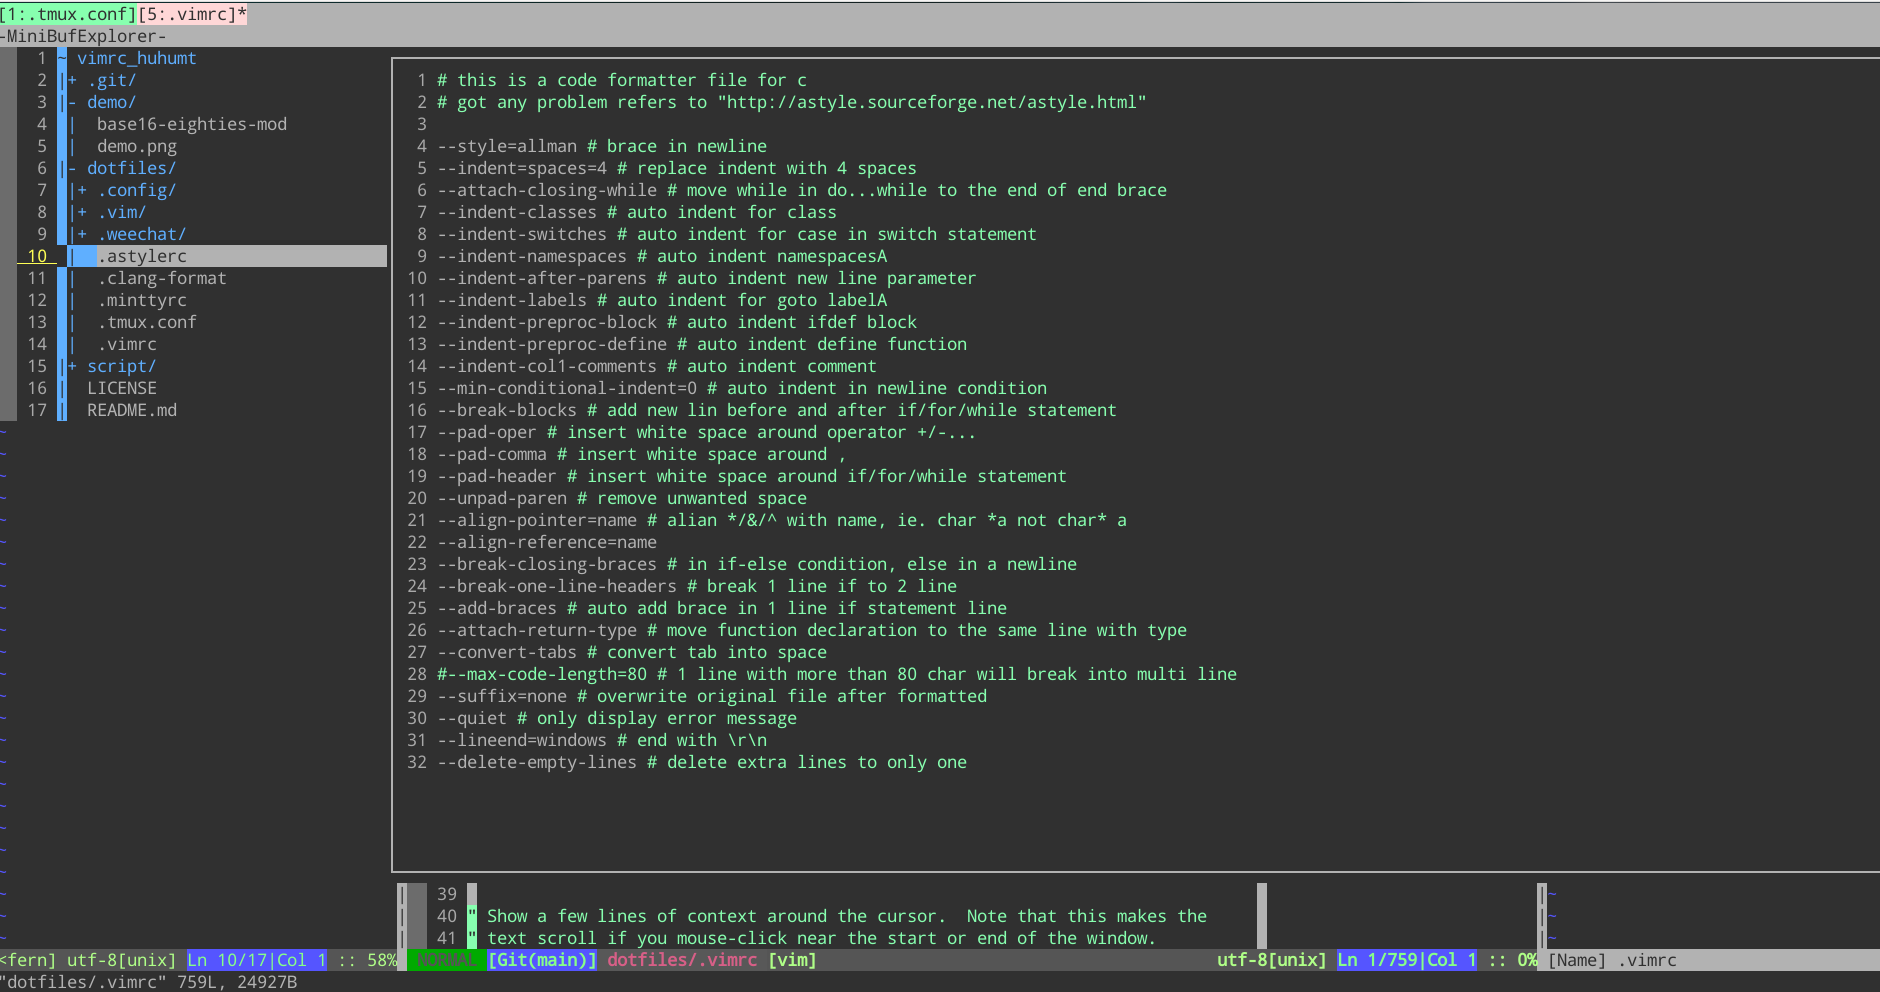 [1:.tmux.conf][5:.vimrc]*
-MiniBufExplorer-
1 ~ vimrc_huhumt
2 |+ .git/
3 |- demo/
4 | base16-eighties-mod
5 | demo.png
6 |- dotfiles/
7 |+ .config/
8 |+ .vim/
9 |+ .weechat/
10 | .astylerc
11 | .clang-format
12 | .minttyrc
13 | .tmux.conf
14 | .vimrc
15 |+ script/
16 | LICENSE
17 | README.md
1 # this is a code formatter file for c
2 # got any problem refers to "http://astyle.sourceforge.net/astyle.html"
3
4 --style=allman # brace in newline
5 --indent=spaces=4 # replace indent with 4 spaces
6 --attach-closing-while # move while in do...while to the end of end brace
7 --indent-classes # auto indent for class
8 --indent-switches # auto indent for case in switch statement
9 --indent-namespaces # auto indent namespacesA
10 --indent-after-parens # auto indent new line parameter
11 --indent-labels # auto indent for goto labelA
12 --indent-preproc-block # auto indent ifdef block
13 --indent-preproc-define # auto indent define function
14 --indent-col1-comments # auto indent comment
15 --min-conditional-indent=0 # auto indent in newline condition
16 --break-blocks # add new lin before and after if/for/while statement
17 --pad-oper # insert white space around operator +/-...
18 --pad-comma # insert white space around ,
19 --pad-header # insert white space around if/for/while statement
20 --unpad-paren # remove unwanted space
21 --align-pointer=name # alian */&/^ with name, ie. char *a not char* a
22 --align-reference=name
23 --break-closing-braces # in if-else condition, else in a newline
24 --break-one-line-headers # break 1 line if to 2 line
25 --add-braces # auto add brace in 1 line if statement line
26 --attach-return-type # move function declaration to the same line with type
27 --convert-tabs # convert tab into space
28 #--max-code-length=80 # 1 line with more than 80 char will break into multi line
29 --suffix=none # overwrite original file after formatted
30 --quiet # only display error message
31 --lineend=windows # end with \r\n
32 --delete-empty-lines # delete extra lines to only one
39
40 " Show a few lines of context around the cursor.  Note that this makes the
41 " text scroll if you mouse-click near the start or end of the window.
<fern] utf-8[unix] Ln 10/17|Col 1 :: 58% NORMAL [Git(main)] dotfiles/.vimrc [vim] utf-8[unix] Ln 1/759|Col 1 :: 0% [Name] .vimrc
"dotfiles/.vimrc" 759L, 24927B